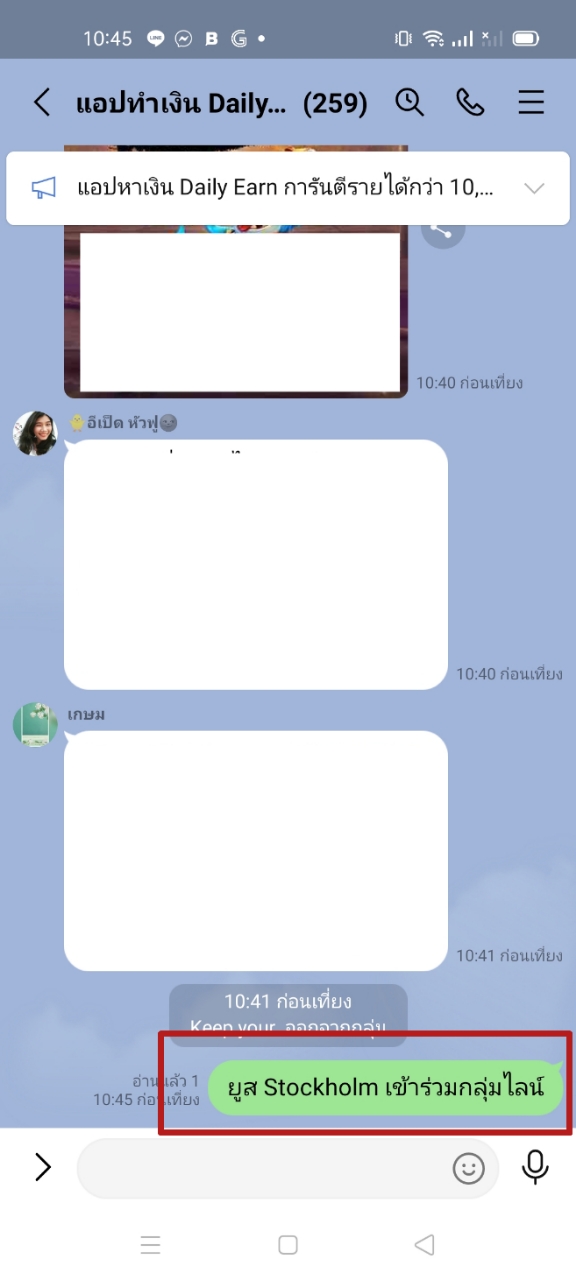 10:45
แอปทำเงิน Daily... (259)
แอปหาเงิน Daily Earn การันตีรายได้กว่า 10,...
10:40 ก่อนเที่ยง
อีเป็ด หัวฟู
10:40 ก่อนเที่ยง
เกษม
10:41 ก่อนเที่ยง
10:41 ก่อนเที่ยง
Keep your ออกจากกลุ่ม
อ่านแล้ว 1
10:45 ก่อนเที่ยง
ยูส Stockholm เข้าร่วมกลุ่มไลน์